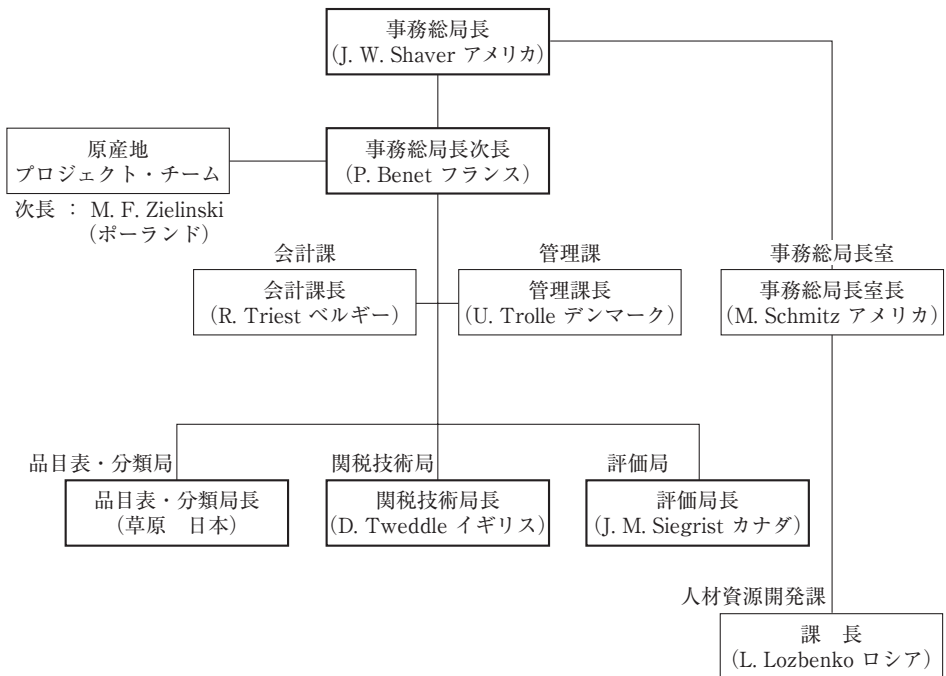 事務総局長
(J. W. Shaver アメリカ)
原産地
プロジェクト・チーム
次長 : M. F. Zielinski
(ポーランド)
事務総局長次長
(P. Benet フランス)
会計課
会計課長
(R. Triest ベルギー)
管理課
管理課長
(U. Trolle デンマーク)
事務総局長室
事務総局長室長
(M. Schmitz アメリカ)
品目表・分類局
品目表・分類局長
(草原 日本)
関税技術局
関税技術局長
(D. Tweddle イギリス)
評価局
評価局長
(J. M. Siegrist カナダ)
人材資源開発課
課 長
(L. Lozbenko ロシア)